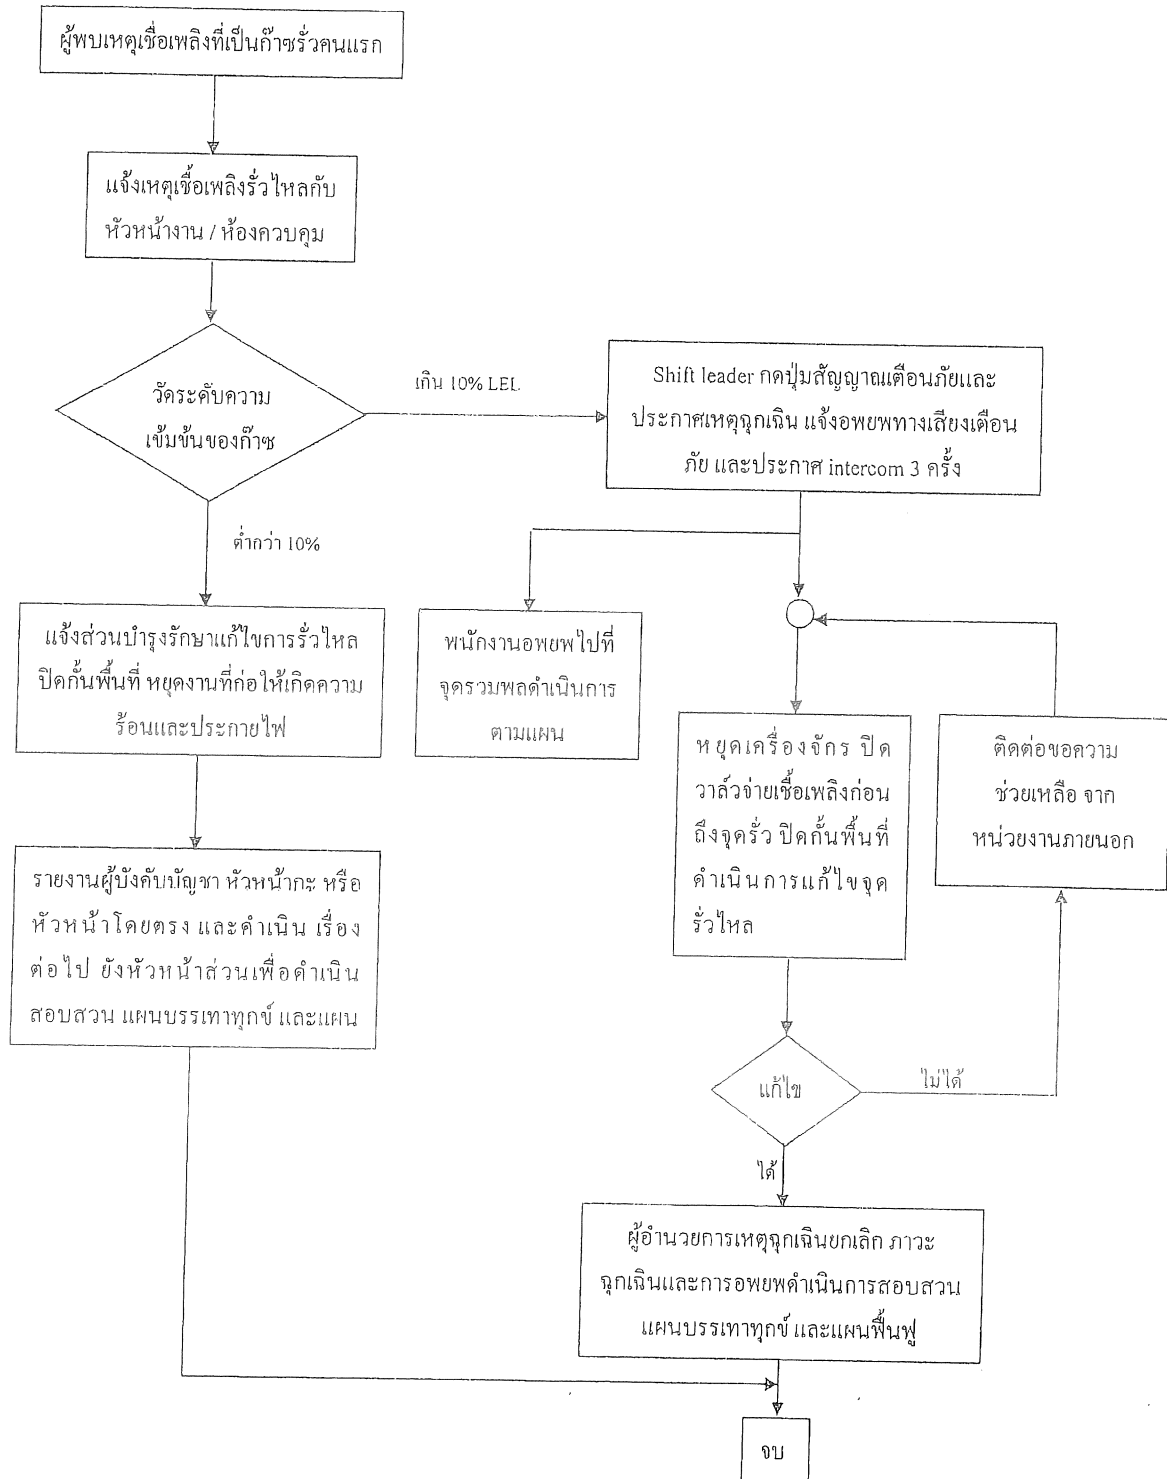 ผู้พบเหตุเชื้อเพลิงที่เป็นก๊าซรั่วคนแรก
แจ้งเหตุเชื้อเพลิงรั่วไหลกับ
หัวหน้างาน / ห้องควบคุม
วัดระดับความ
เข้มข้นของก๊าซ
เกิน 10% LEL
Shift leader กดปุ่มสัญญาณเตือนภัยและ
ประกาศเหตุฉุกเฉิน แจ้งอพยพทางเสียงเตือน
ภัย และประกาศ intercom 3 ครั้ง
ต่ำกว่า 10%
แจ้งส่วนบำรุงรักษาแก้ไขการรั่วไหล
ปิดกั้นพื้นที่ หยุดงานที่ก่อให้เกิดความ
ร้อนและประกายไฟ
พนักงานอพยพไปที่
จุดรวมพลดำเนินการ
ตามแผน
หยุดเครื่องจักร ปิด
วาล์วจ่ายเชื้อเพลิงก่อน
ถึงจุดรั่ว ปิดกั้นพื้นที่
ดำเนินการแก้ไขจุด
รั่วไหล
ติดต่อขอความ
ช่วยเหลือ จาก
หน่วยงานภายนอก
รายงานผู้บังคับบัญชา หัวหน้ากะ หรือ
หัวหน้าโดยตรง และดำเนิน เรื่อง
ต่อไป ยังหัวหน้าส่วนเพื่อดำเนิน
สอบสวน แผนบรรเทาทุกข์ และแผน
แก้ไข
ไม่ได้
ได้
ผู้อำนวยการเหตุฉุกเฉินยกเลิก ภาวะ
ฉุกเฉินและการอพยพดำเนินการสอบสวน
แผนบรรเทาทุกข์ และแผนฟื้นฟู
จบ